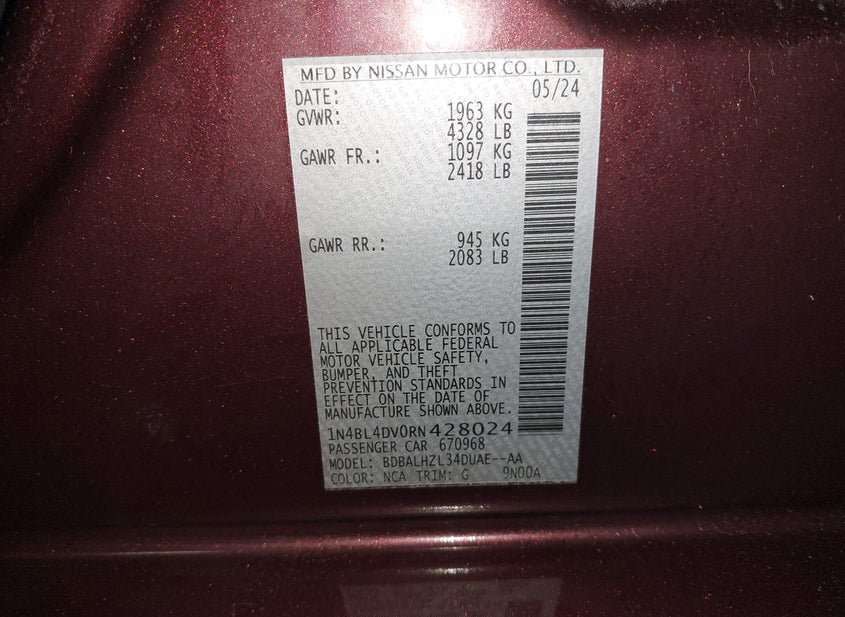 MFD BY NISSAN MOTOR CO., LTD.
DATE: 05/24
GVWR: 1963 KG
4328 LB
GAWR FR.: 1097 KG
2418 LB
GAWR RR.: 945 KG
2083 LB
THIS VEHICLE CONFORMS TO
ALL APPLICABLE FEDERAL
MOTOR VEHICLE SAFETY,
BUMPER, AND THEFT
PREVENTION STANDARDS IN
EFFECT ON THE DATE OF
MANUFACTURE SHOWN ABOVE.
1N4BL4DV0RN428024
PASSENGER CAR 670968
MODEL: BDBALHZL34DUAE--AA
COLOR: NCA TRIM: G 9N00A